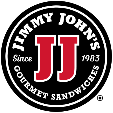 JIMMY JOHN'S
Since JJ 1983
GOURMET SANDWICHES
®